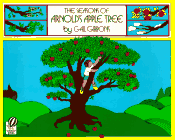 THE SEASONS OF
ARNOLD'S APPLE TREE
by GAIL GIBBONS